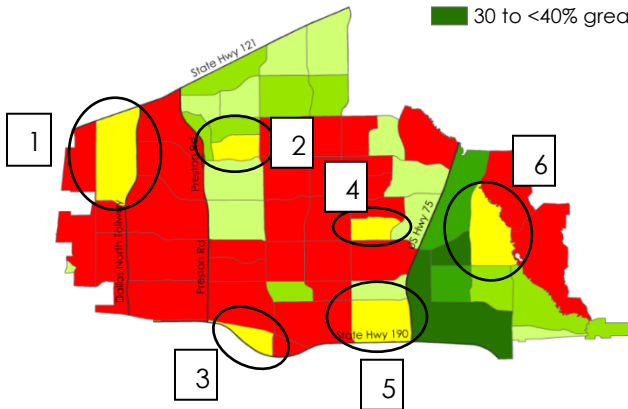 30 to <40% grea
State Hwy 121
1
Preston Rd
2
6
4
US Hwy 75
Dallas North Tollway
Preston Rd
State Hwy 190
3
5